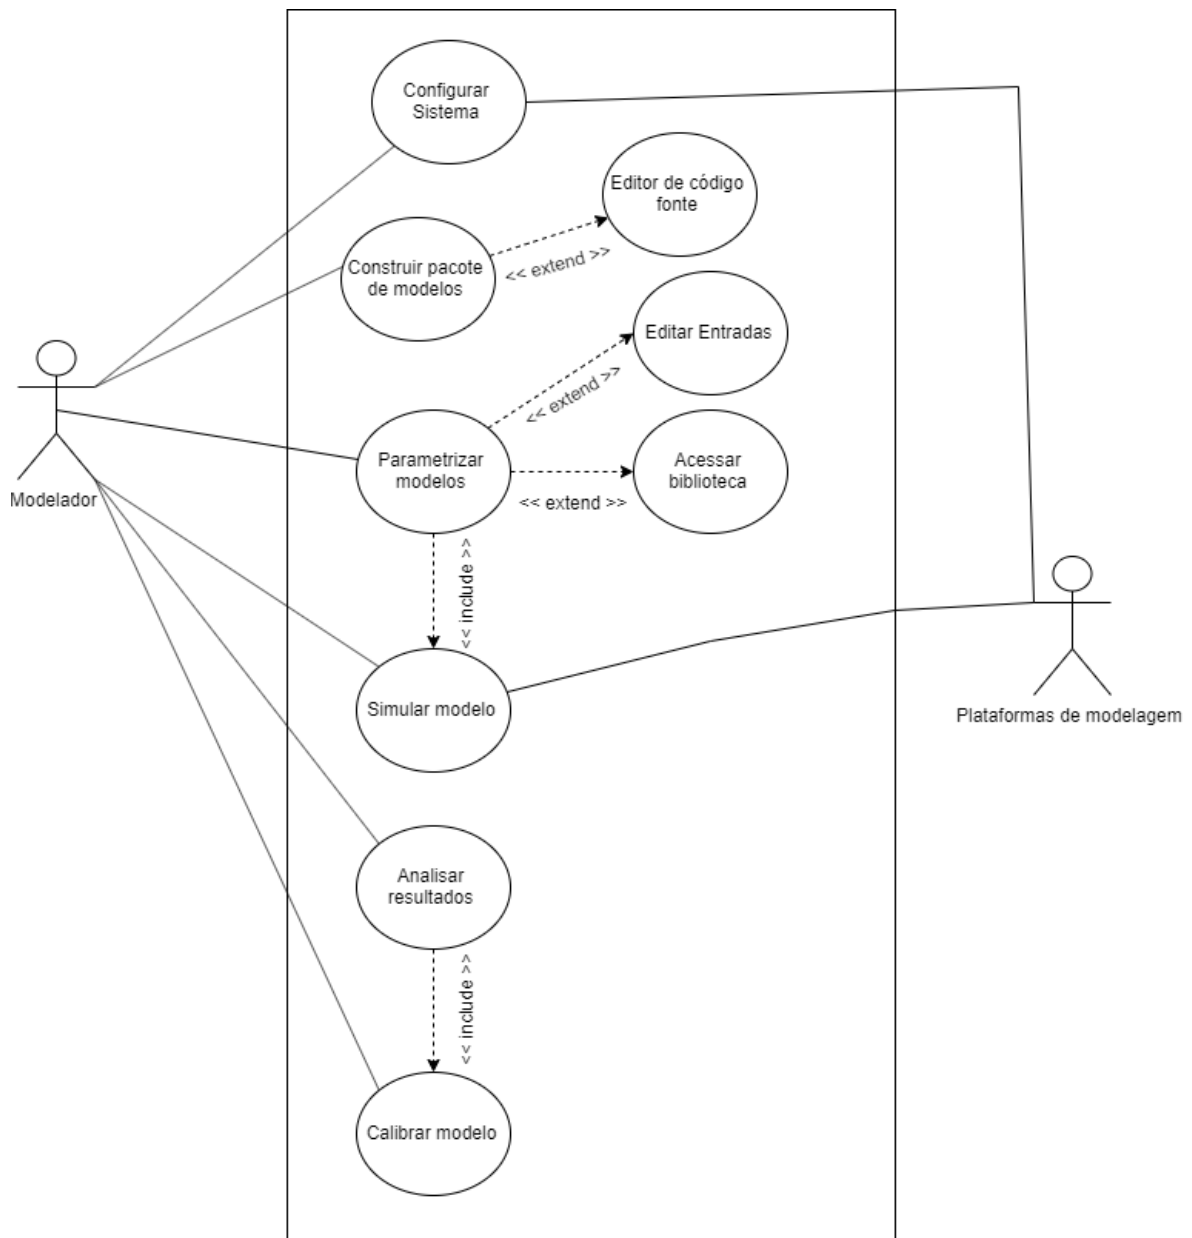 Configurar
Sistema
Editor de código
fonte
Construir pacote
de modelos
<< extend >>
Editar Entradas
<< extend >>
Parametrizar
modelos
Acessar
biblioteca
<< extend >>
Modelador
<< include >>
Simular modelo
Plataformas de modelagem
Analisar
resultados
<< include >>
Calibrar modelo